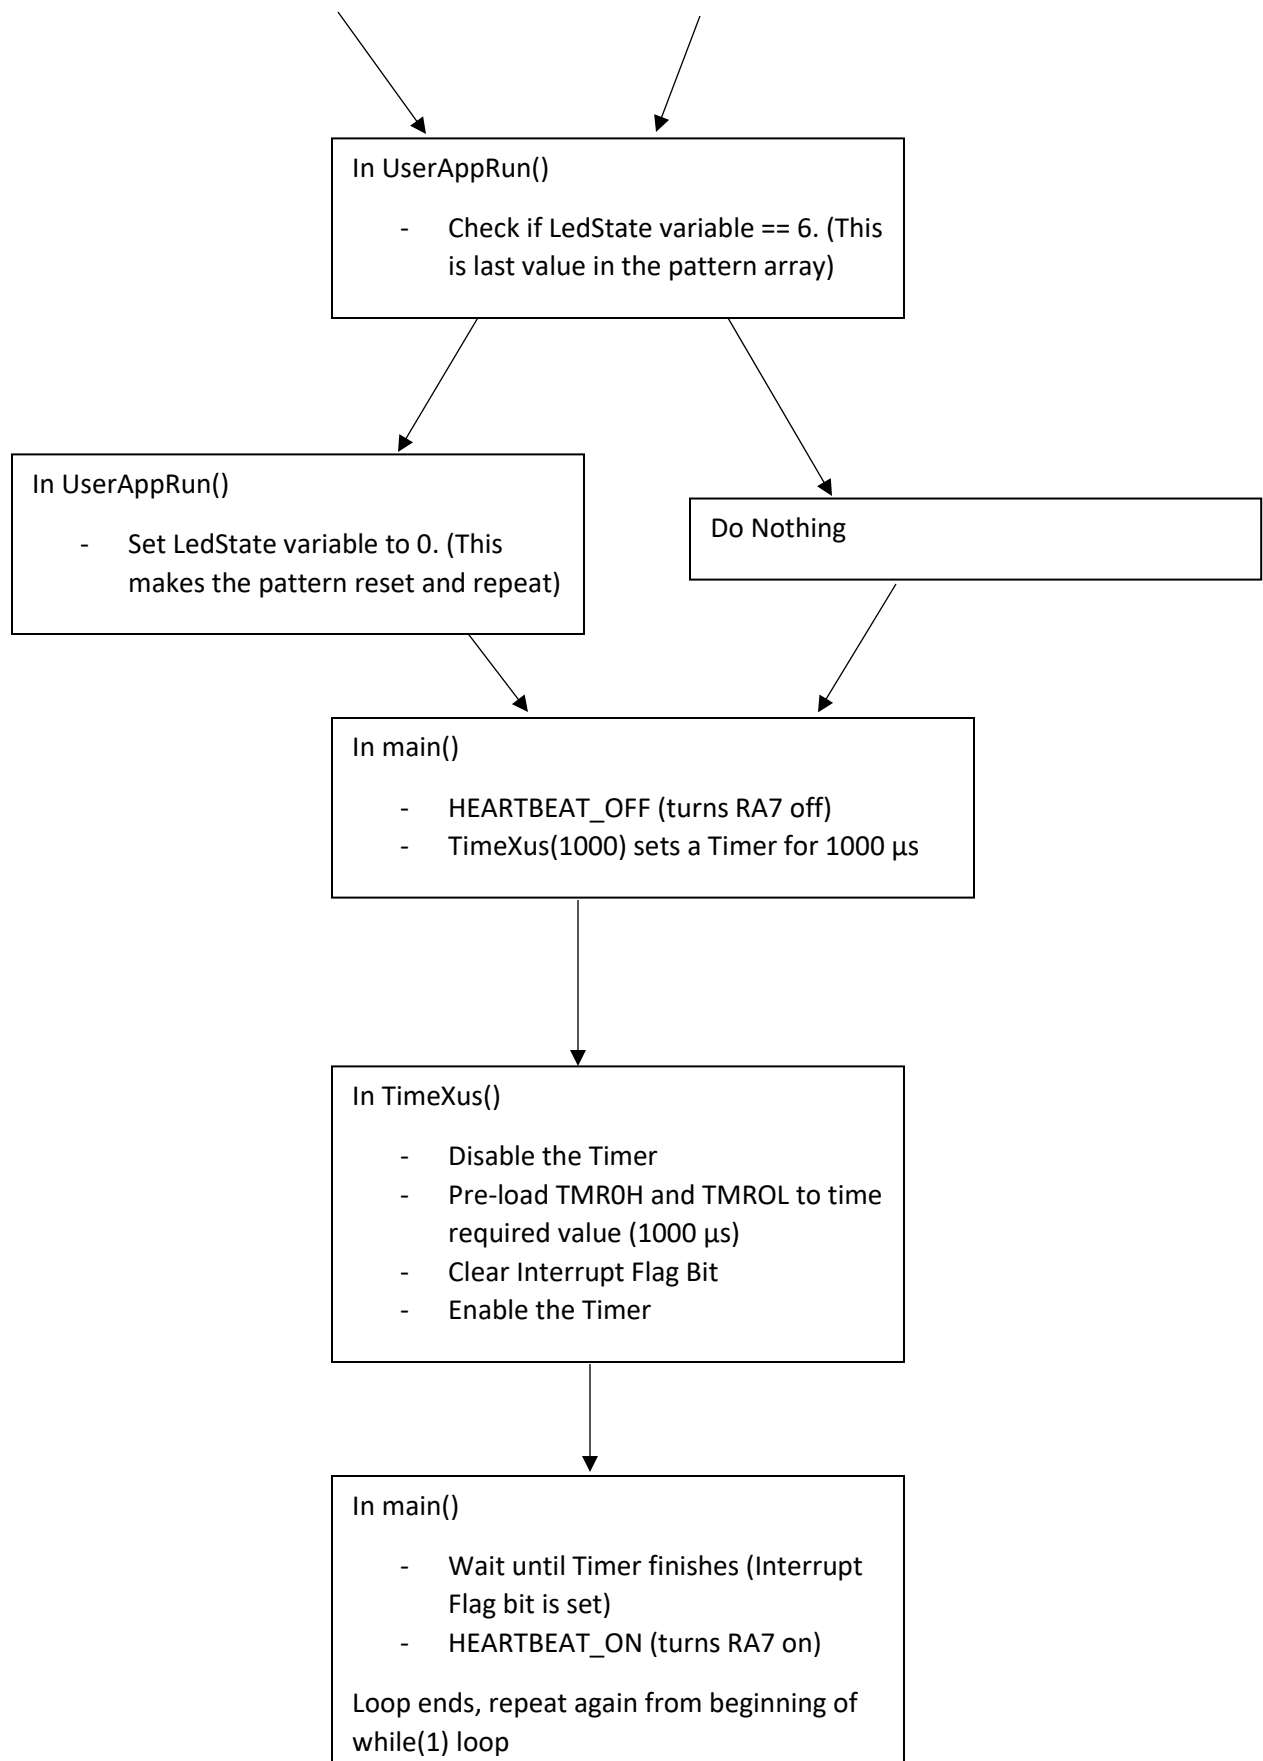 In UserAppRun()
- Check if LedState variable == 6. (This
is last value in the pattern array)
In UserAppRun()
- Set LedState variable to 0. (This
makes the pattern reset and repeat)
Do Nothing
In main()
- HEARTBEAT_OFF (turns RA7 off)
- TimeXus(1000) sets a Timer for 1000 µs
In TimeXus()
- Disable the Timer
- Pre-load TMR0H and TMROL to time
required value (1000 µs)
- Clear Interrupt Flag Bit
- Enable the Timer
In main()
- Wait until Timer finishes (Interrupt
Flag bit is set)
- HEARTBEAT_ON (turns RA7 on)
Loop ends, repeat again from beginning of
while(1) loop